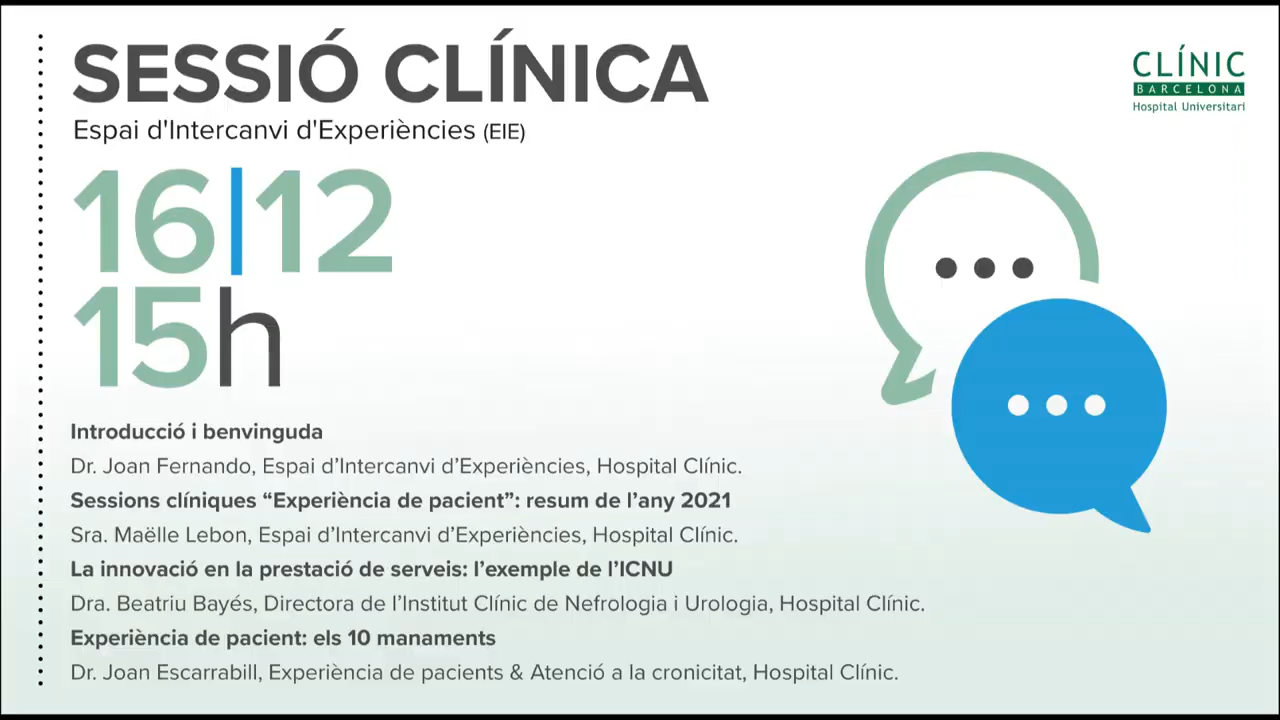 SESSIÓ CLÍNICA
Espai d'Intercanvi d'Experiències (EIE)
16|12
15h
CLÍNIC
BARCELONA
Hospital Universitari
Introducció i benvinguda
Dr. Joan Fernando, Espai d’Intercanvi d’Experiències, Hospital Clínic.
Sessions clíniques “Experiència de pacient”: resum de l’any 2021
Sra. Maëlle Lebon, Espai d’Intercanvi d’Experiències, Hospital Clínic.
La innovació en la prestació de serveis: l’exemple de l’ICNU
Dra. Beatriu Bayés, Directora de l’Institut Clínic de Nefrologia i Urologia, Hospital Clínic.
Experiència de pacient: els 10 manaments
Dr. Joan Escarrabill, Experiència de pacients & Atenció a la cronicitat, Hospital Clínic.